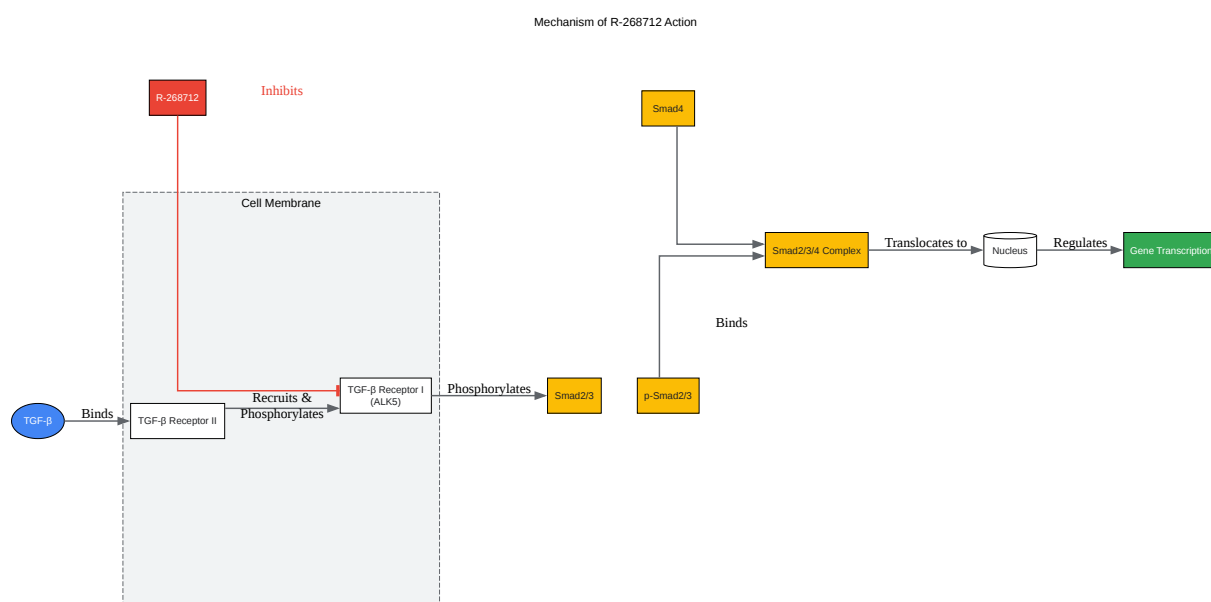 Mechanism of R-268712 Action
R-268712
Inhibits
Smad4
Cell Membrane
Smad2/3/4 Complex
Translocates to
Nucleus
Regulates
Gene Transcription
Binds
TGF-β Receptor I
(ALK5)
Phosphorylates
Smad2/3
p-Smad2/3
Recruits &
Phosphorylates
TGF-β
Binds
TGF-β Receptor II